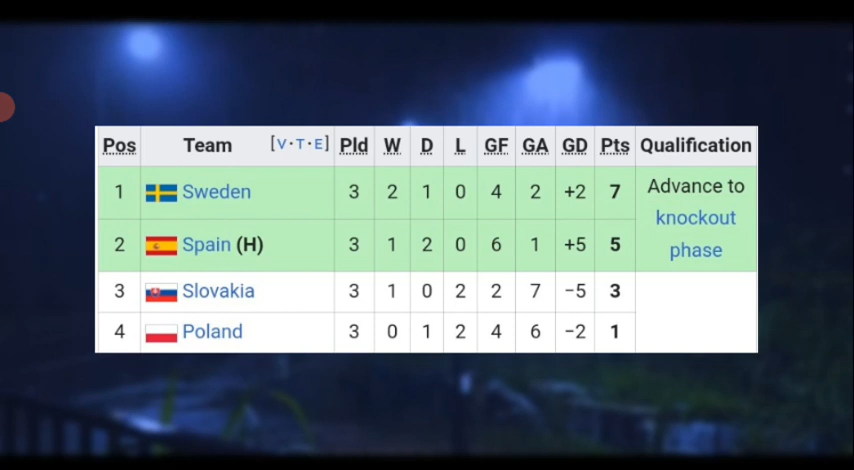 Pos Team [V·T·E] Pld W D L GF GA GD Pts Qualification
1 Sweden 3 2 1 0 4 2 +2 7 Advance to knockout phase
2 Spain (H) 3 1 2 0 6 1 +5 5
3 Slovakia 3 1 0 2 2 7 −5 3
4 Poland 3 0 1 2 4 6 −2 1